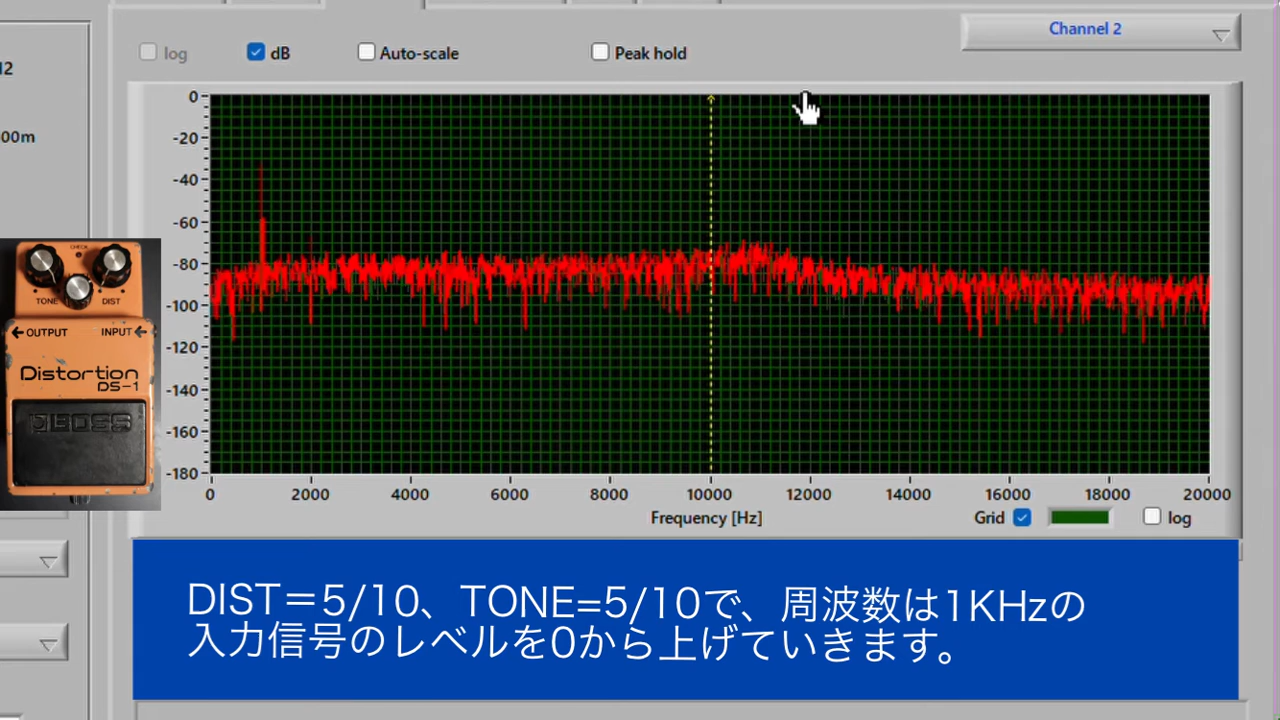 Channel 2
log
dB
Auto-scale
Peak hold
12
00m
0
-20
-40
-60
-80
-100
-120
-140
-160
-180
0
2000
4000
6000
8000
10000
12000
14000
16000
18000
20000
Frequency [Hz]
Grid
log
CHECK
TONE
DIST
OUTPUT
INPUT
Distortion
DS-1
BOSS
DIST=5/10、TONE=5/10で、周波数は1KHzの
入力信号のレベルを0から上げていきます。